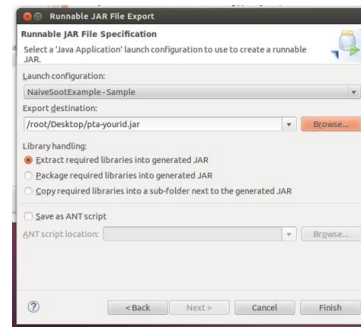 Runnable JAR File Export
Runnable JAR File Specification
Select a 'Java Application' launch configuration to use to create a runnable
JAR.
Launch configuration:
NaiveSootExample - Sample
Export destination:
/root/Desktop/pta-yourid.jar
Browse...
Library handling:
Extract required libraries into generated JAR
Package required libraries into generated JAR
Copy required libraries into a sub-folder next to the generated JAR
Save as ANT script
ANT script location:
Browse...
?
< Back
Next >
Cancel
Finish